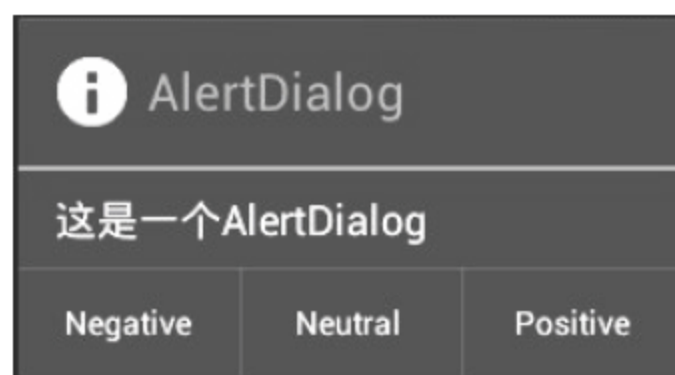 AlertDialog
这是一个AlertDialog
Negative Neutral Positive